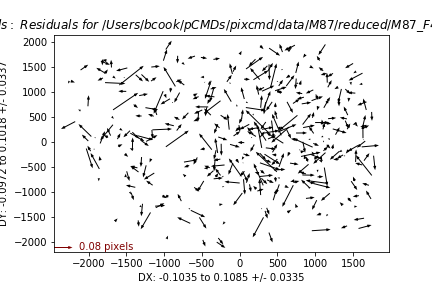 s: Residuals for /Users/bcook/pCMDs/pixcmd/data/M87/reduced/M87_F4
2000
1500
1000
500
0
−500
−1000
−1500
−2000
DY: -0.0972 to 0.1018 +/- 0.0337
0.08 pixels
−2000 −1500 −1000 −500 0 500 1000 1500
DX: -0.1035 to 0.1085 +/- 0.0335